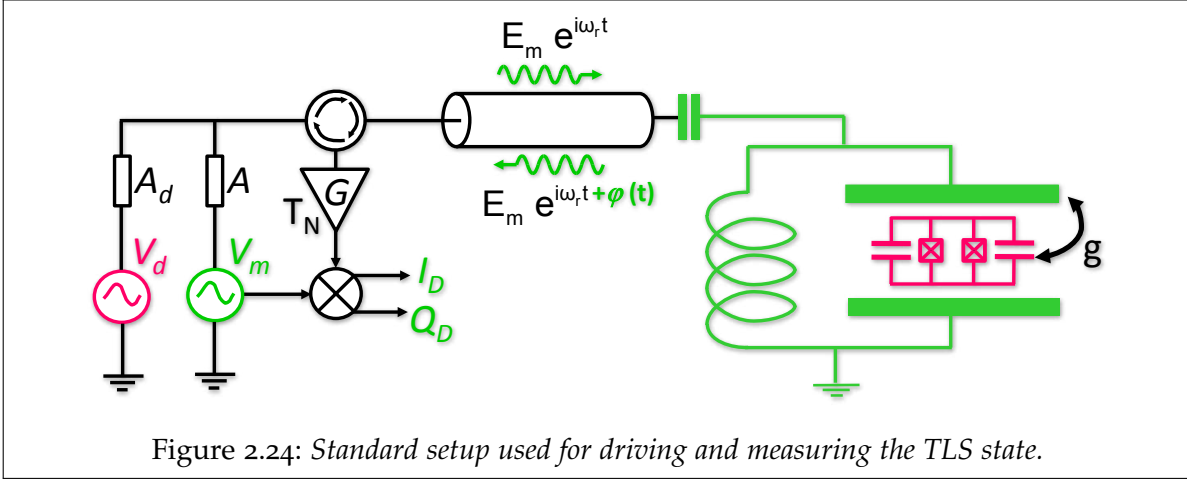 E_m e^{iω_r t}
E_m e^{iω_r t +φ(t)}
A_d
A
G
T_N
V_d
V_m
I_D
Q_D
g
Figure 2.24: Standard setup used for driving and measuring the TLS state.